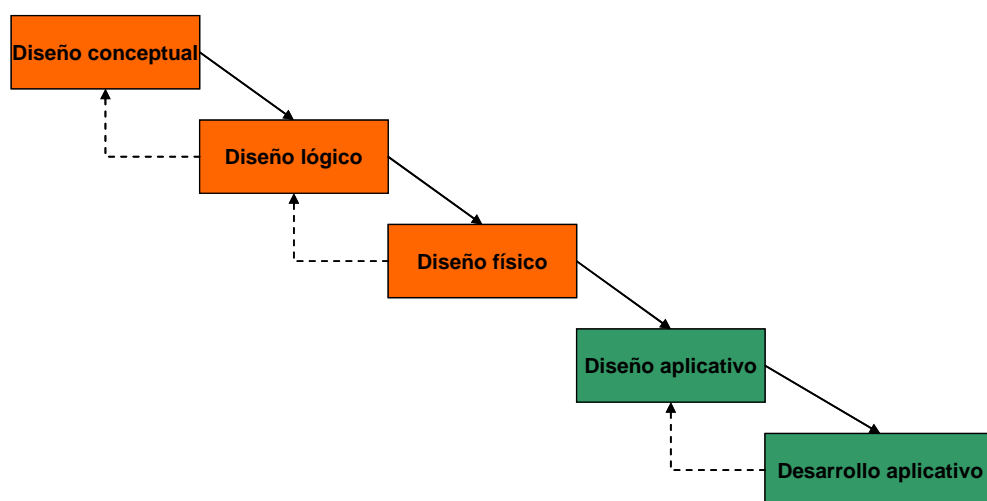 Diseño conceptual
Diseño lógico
Diseño físico
Diseño aplicativo
Desarrollo aplicativo